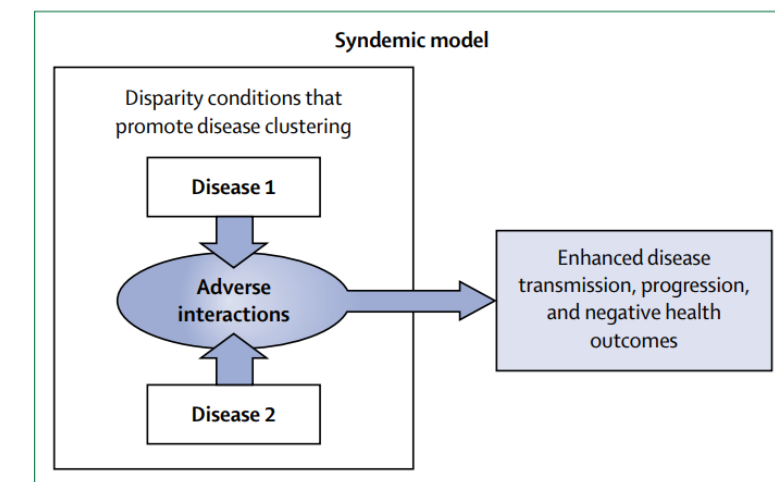 Syndemic model
Disparity conditions that
promote disease clustering
Disease 1
Adverse
interactions
Disease 2
Enhanced disease
transmission, progression,
and negative health
outcomes